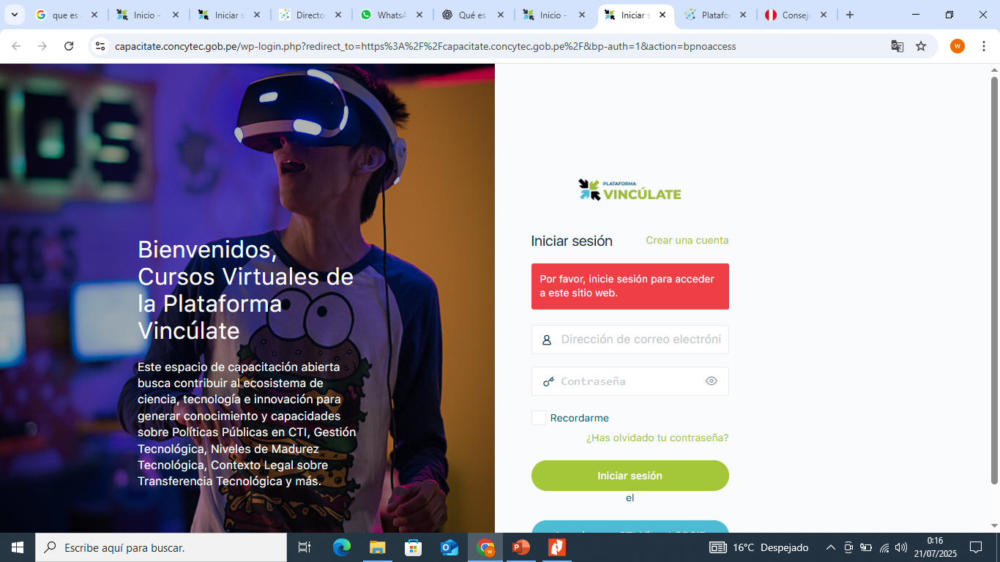 que es
Inicio -
Iniciar s
Directo
WhatsA
Qué es
Inicio -
Iniciar s
Platafo
Consejo
capacitate.concytec.gob.pe/wp-login.php?redirect_to=https%3A%2F%2Fcapacitate.concytec.gob.pe%2F&bp-auth=1&action=bpnoaccess
W
Bienvenidos,
Cursos Virtuales de
la Plataforma
Vincúlate
Este espacio de capacitación abierta
busca contribuir al ecosistema de
ciencia, tecnología e innovación para
generar conocimiento y capacidades
sobre Políticas Públicas en CTI, Gestión
Tecnológica, Niveles de Madurez
Tecnológica, Contexto Legal sobre
Transferencia Tecnológica y más.
PLATAFORMA
VINCÚLATE
Iniciar sesión
Crear una cuenta
Por favor, inicie sesión para acceder
a este sitio web.
Dirección de correo electróni
Contraseña
Recordarme
¿Has olvidado tu contraseña?
Iniciar sesión
el
Escribe aquí para buscar.
16°C Despejado
0:16
21/07/2025